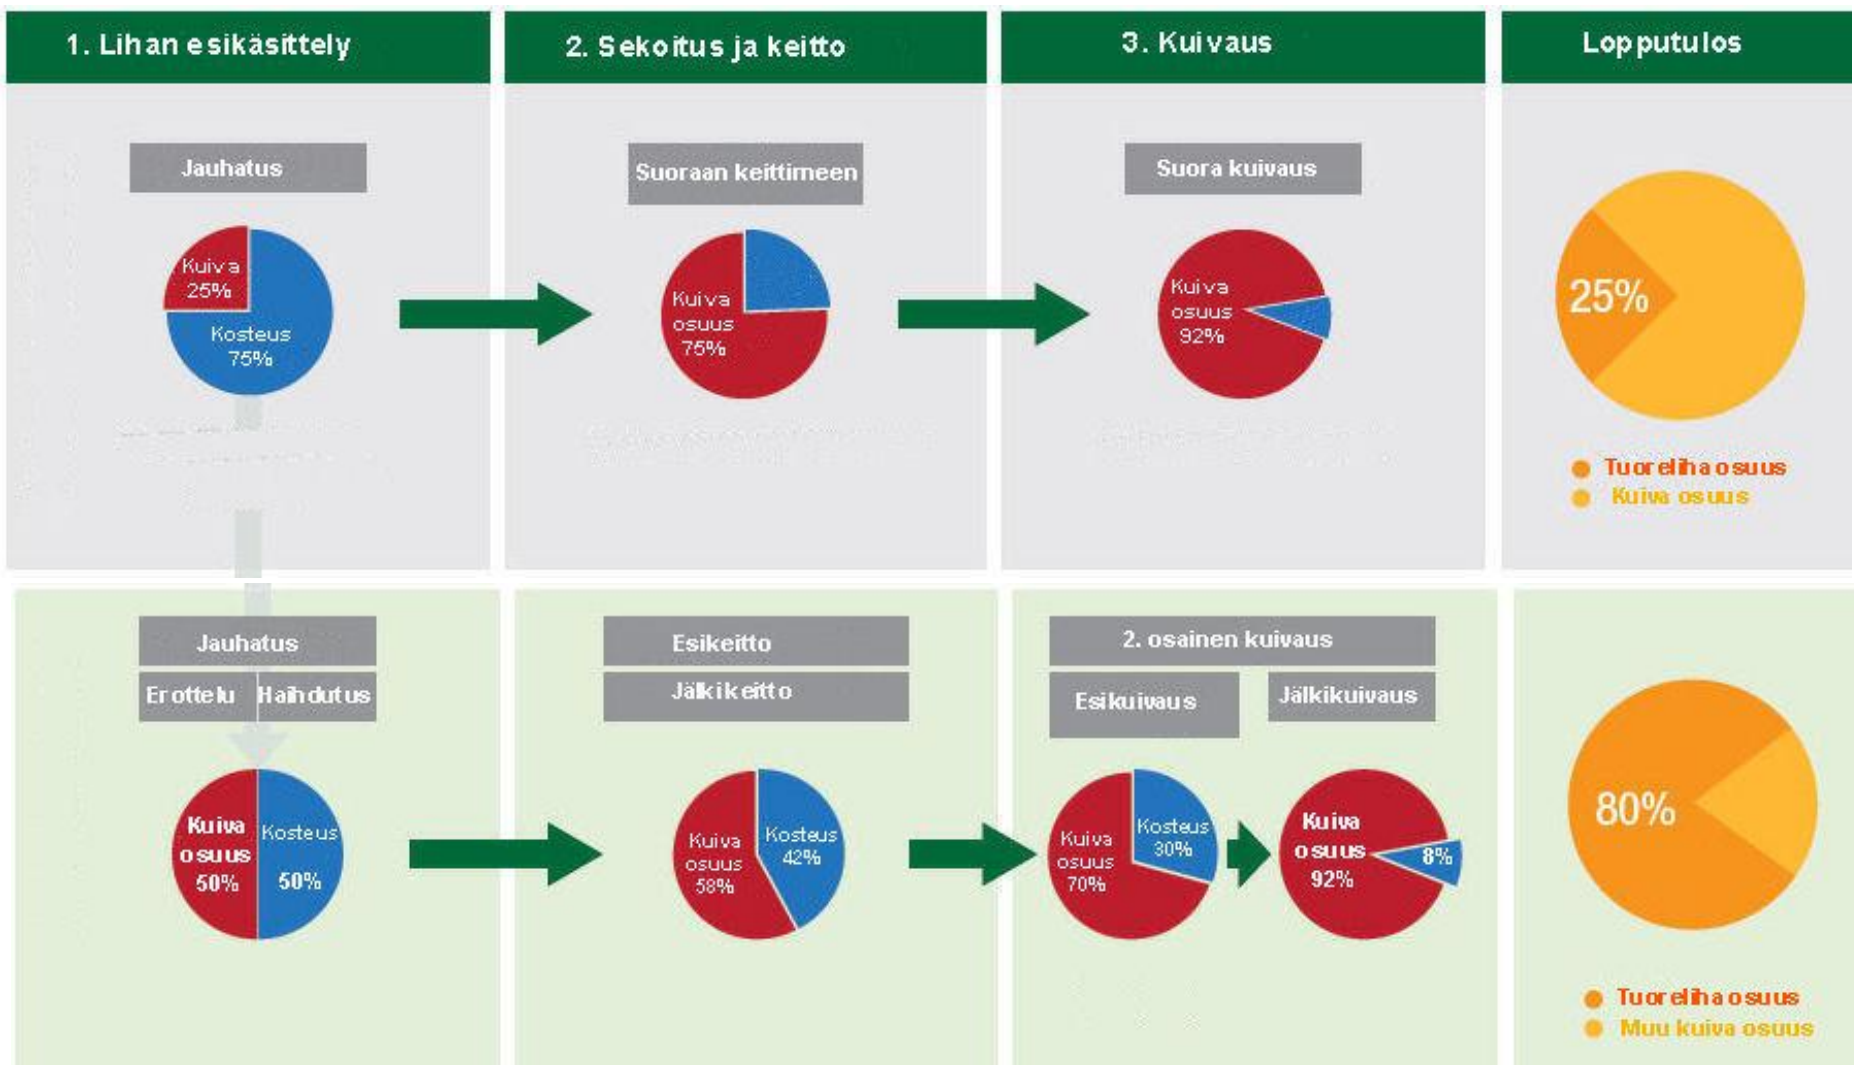 1. Lihan esikäsittely
2. Sekoitus ja keitto
3. Kuivaus
Lopputulos
Jauhatus
Suoraan keittimeen
Suora kuivaus
Kuiva
25%
Kosteus
75%
Kuiva
osuus
75%
Kuiva
osuus
92%
25%
Tuoreliha osuus
Kuiva osuus
Jauhatus
Erottelu
Haihdutus
Esikeitto
Jälkikeitto
2. osainen kuivaus
Esikuivaus
Jälkikuivaus
Kuiva
osuus
50%
Kosteus
50%
Kuiva
osuus
58%
Kosteus
42%
Kuiva
osuus
70%
Kosteus
30%
Kuiva
osuus
92%
8%
80%
Tuoreliha osuus
Muu kuiva osuus